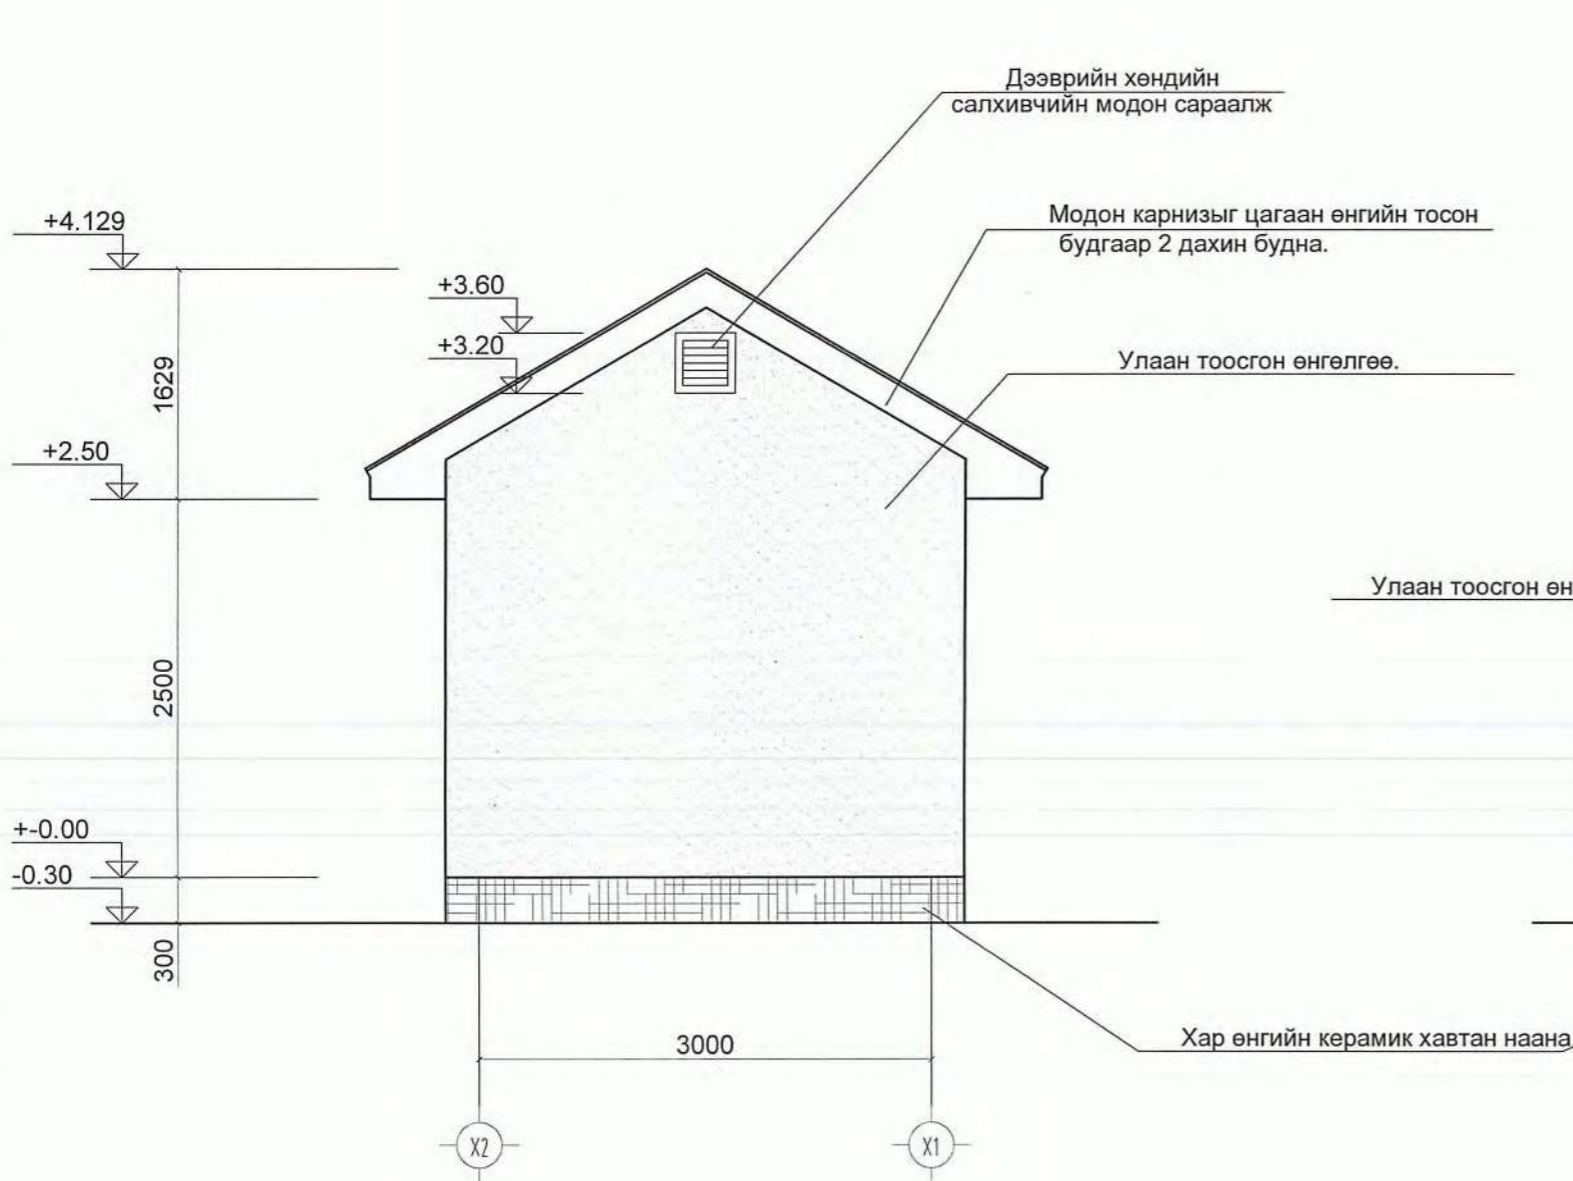 Дээврийн хөндийн
салхивчийн модон сараалж
Модон карнизыг цагаан өнгийн тосон
будгаар 2 дахин будна.
+4.129
+3.60
+3.20
Улаан тоосгон өнгөлгөө.
1629
+2.50
Улаан тоосгон өн
2500
+-0.00
-0.30
300
3000
Хар өнгийн керамик хавтан наана
X2
X1